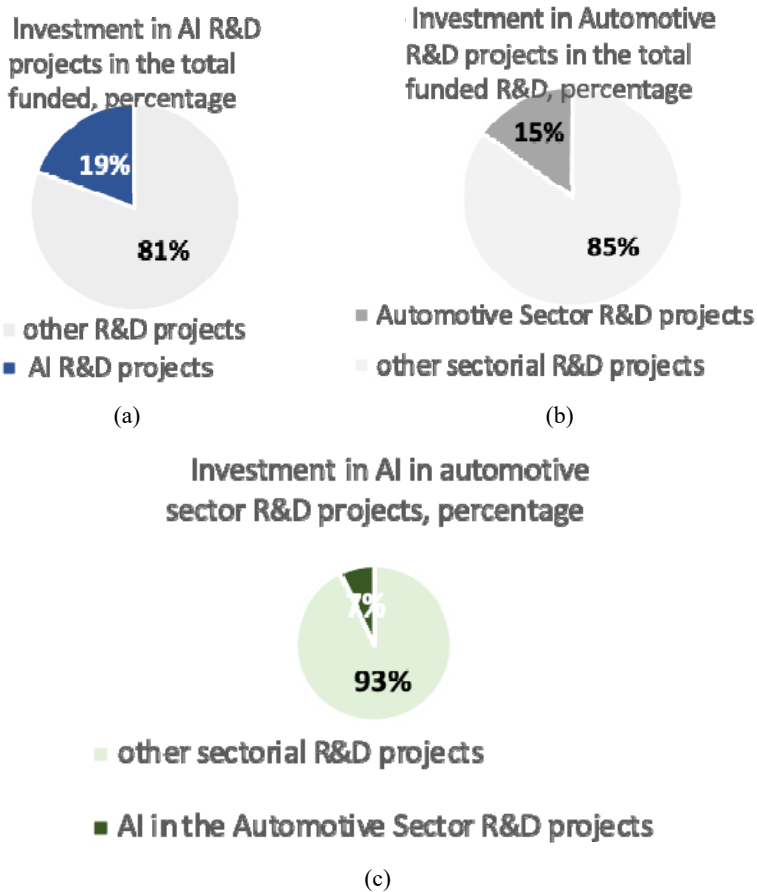 Investment in AI R&D
projects in the total
funded, percentage
19%
81%
other R&D projects
AI R&D projects
(a)
Investment in Automotive
R&D projects in the total
funded R&D, percentage
15%
85%
Automotive Sector R&D projects
other sectorial R&D projects
(b)
Investment in AI in automotive
sector R&D projects, percentage
7%
93%
other sectorial R&D projects
AI in the Automotive Sector R&D projects
(c)